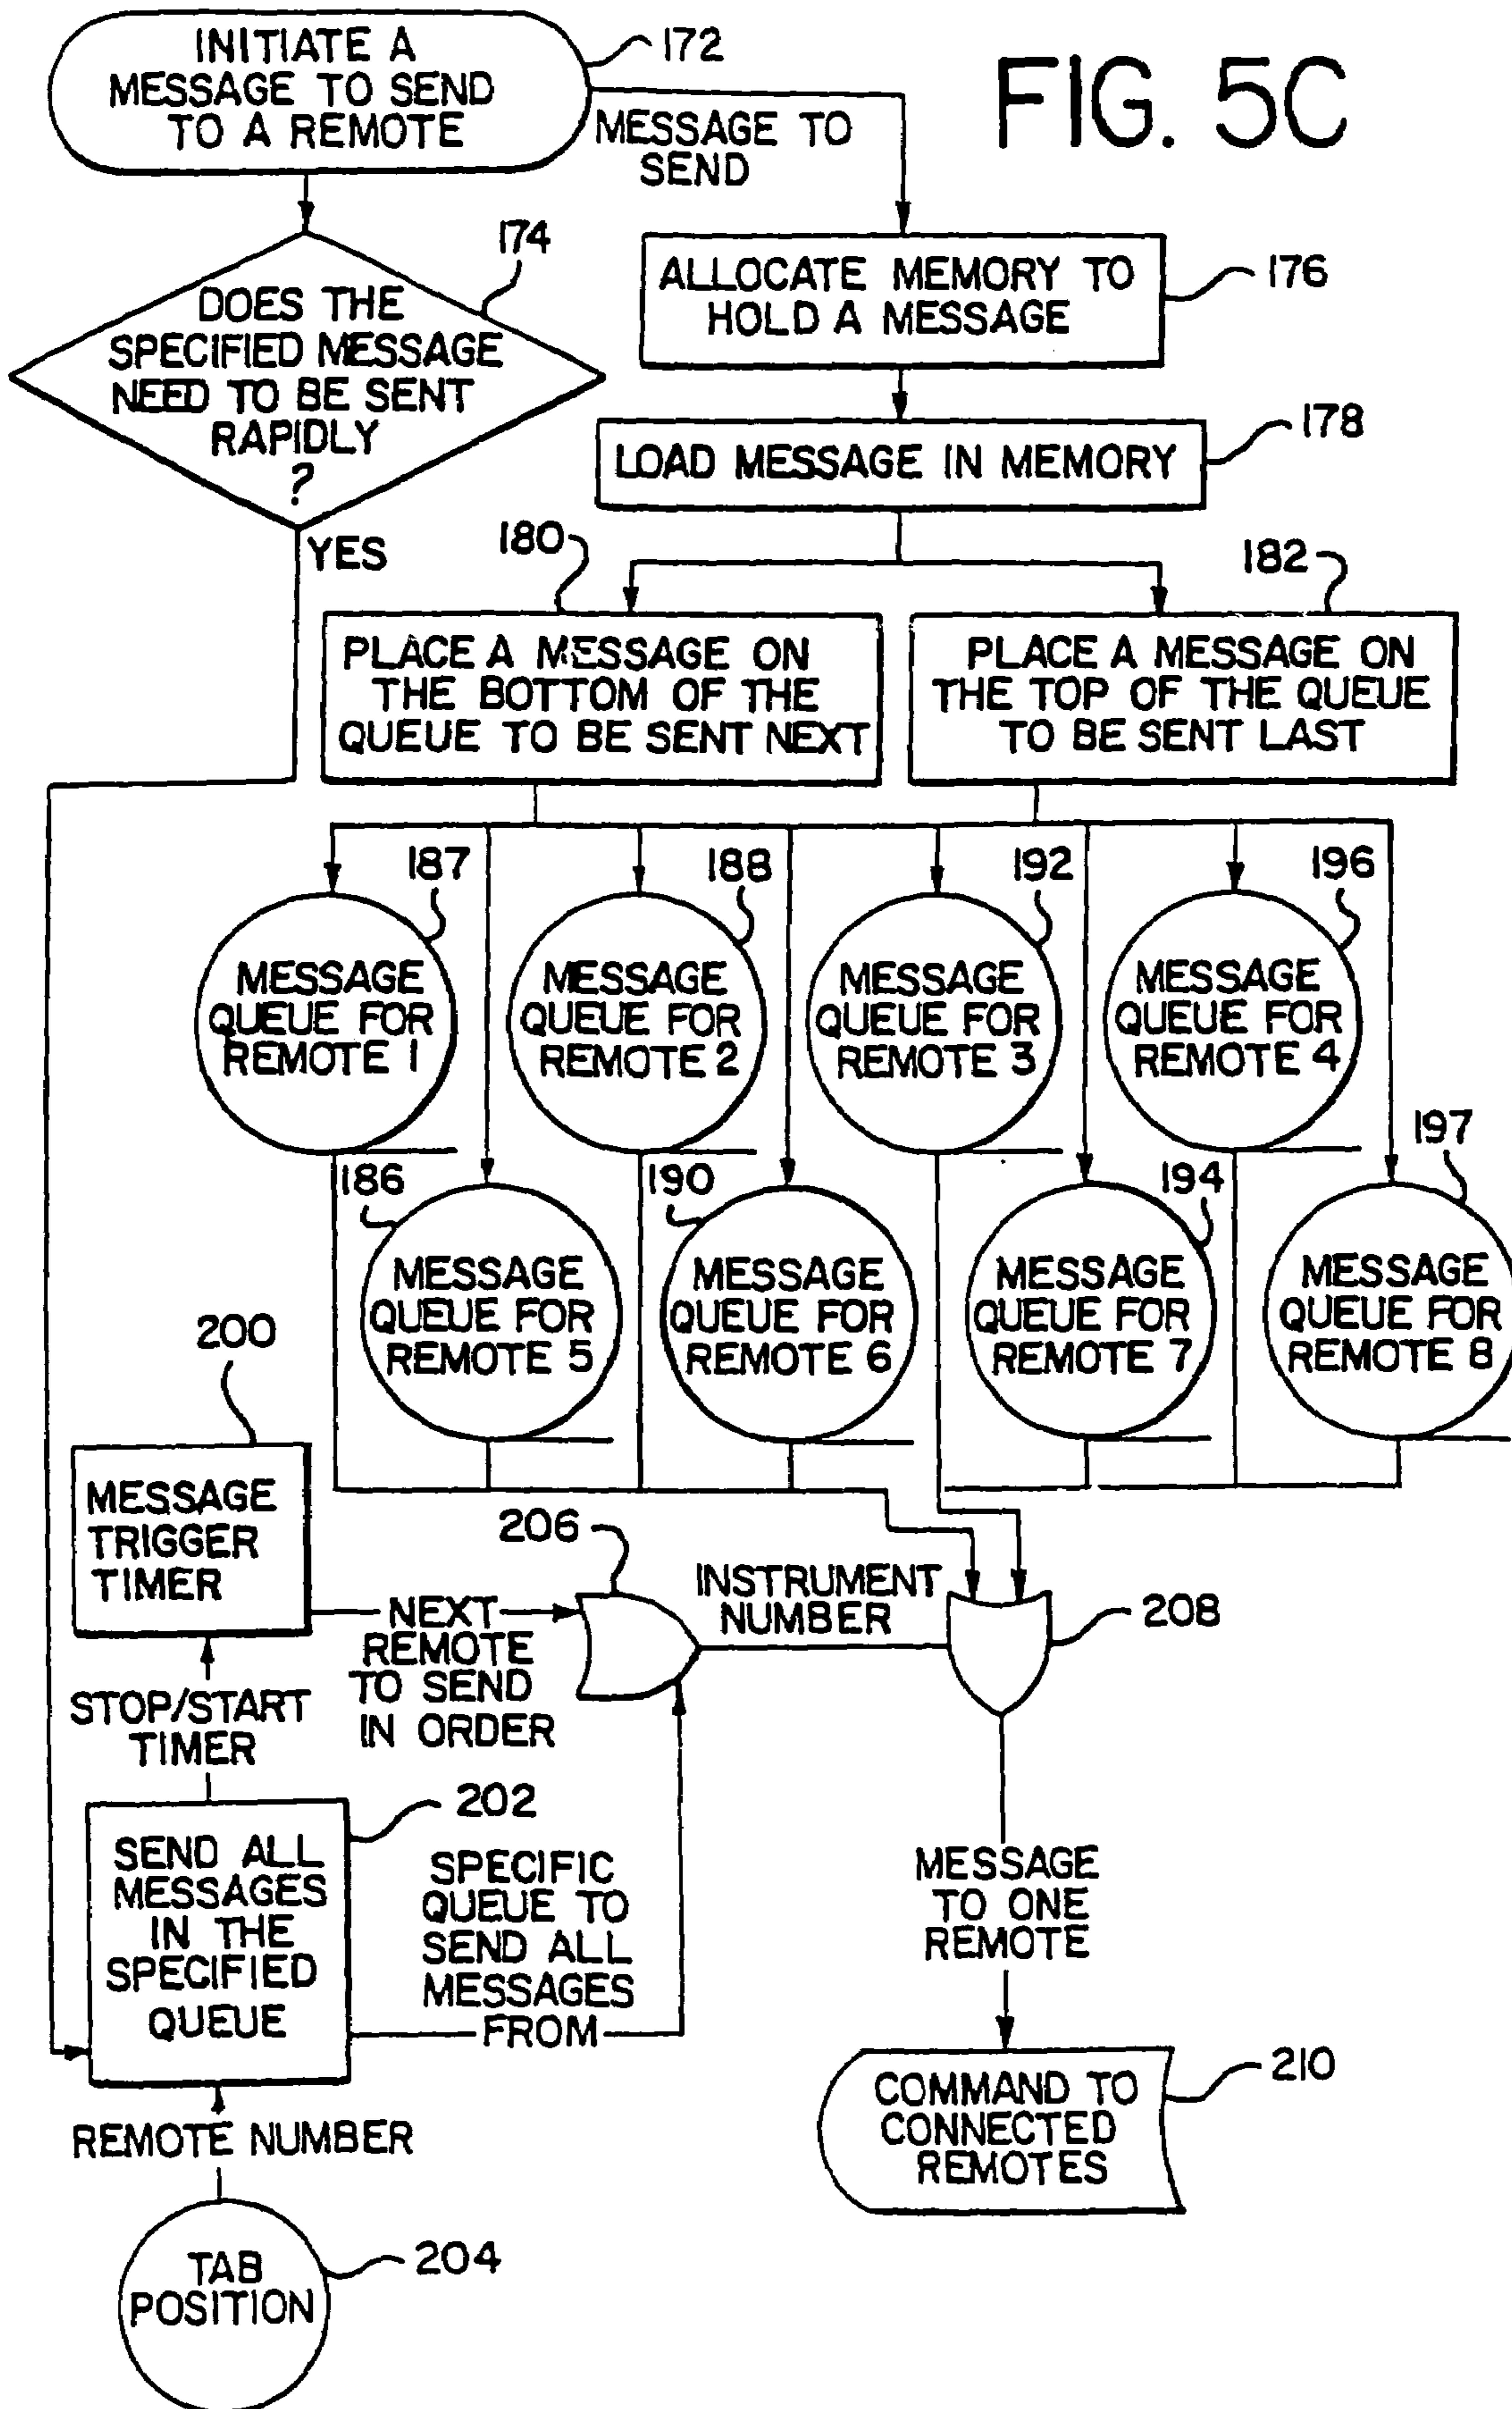 INITIATE A
MESSAGE TO SEND
TO A REMOTE
172
FIG. 5C
MESSAGE TO
SEND
174
DOES THE
SPECIFIED MESSAGE
NEED TO BE SENT
RAPIDLY
?
YES
ALLOCATE MEMORY TO
HOLD A MESSAGE
176
LOAD MESSAGE IN MEMORY
178
180
PLACE A MESSAGE ON
THE BOTTOM OF THE
QUEUE TO BE SENT NEXT
182
PLACE A MESSAGE ON
THE TOP OF THE QUEUE
TO BE SENT LAST
187
MESSAGE
QUEUE FOR
REMOTE 1
188
MESSAGE
QUEUE FOR
REMOTE 2
192
MESSAGE
QUEUE FOR
REMOTE 3
196
MESSAGE
QUEUE FOR
REMOTE 4
186
MESSAGE
QUEUE FOR
REMOTE 5
190
MESSAGE
QUEUE FOR
REMOTE 6
194
MESSAGE
QUEUE FOR
REMOTE 7
197
MESSAGE
QUEUE FOR
REMOTE 8
200
MESSAGE
TRIGGER
TIMER
NEXT
REMOTE
TO SEND
IN ORDER
206
INSTRUMENT
NUMBER
208
STOP/START
TIMER
202
SEND ALL
MESSAGES
IN THE
SPECIFIED
QUEUE
SPECIFIC
QUEUE TO
SEND ALL
MESSAGES
FROM
MESSAGE
TO ONE
REMOTE
COMMAND TO
CONNECTED
REMOTES
210
REMOTE NUMBER
TAB
POSITION
204